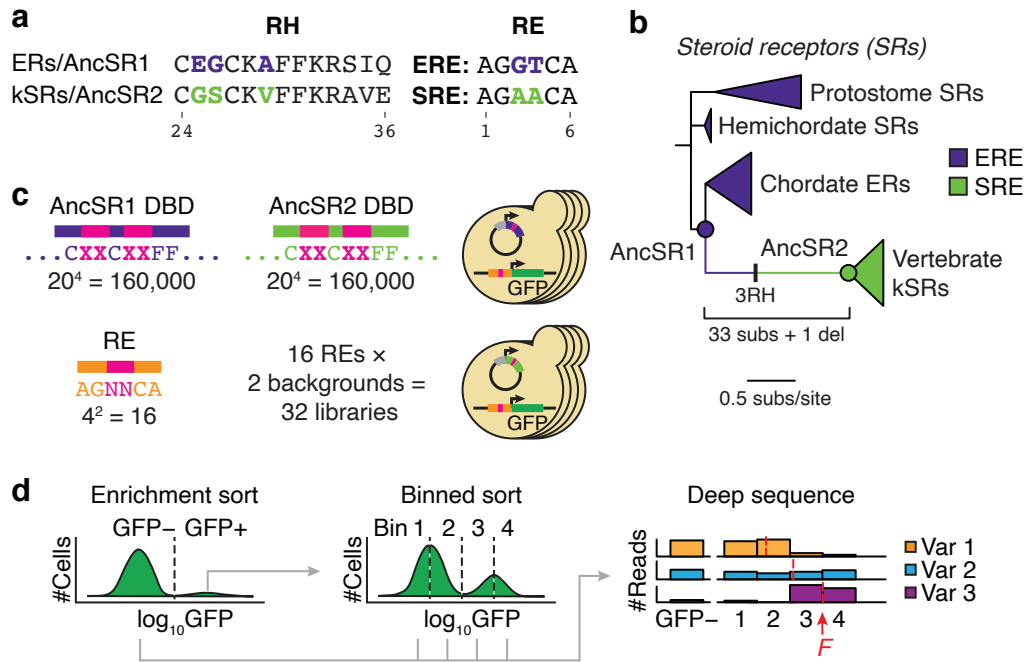 a
RH RE
ERs/AncSR1 CEGCKAFFKRSIQ ERE: AGGTCA
kSRs/AncSR2 CGSCKVFFKRAVE SRE: AGAACA
24 36 1 6
b
Steroid receptors (SRs)
Protostome SRs
Hemichordate SRs
Chordate ERs
ERE
SRE
AncSR1
AncSR2
Vertebrate
kSRs
3RH
33 subs + 1 del
0.5 subs/site
c
AncSR1 DBD
...CXXCXXFF...
20⁴ = 160,000
AncSR2 DBD
...CXXCXXFF...
20⁴ = 160,000
GFP
RE
AGNNCA
4² = 16
16 REs ×
2 backgrounds =
32 libraries
GFP
d
Enrichment sort
GFP− GFP+
#Cells
log₁₀GFP
Binned sort
Bin 1 2 3 4
#Cells
log₁₀GFP
Deep sequence
#Reads
Var 1
Var 2
Var 3
GFP− 1 2 3 4
F